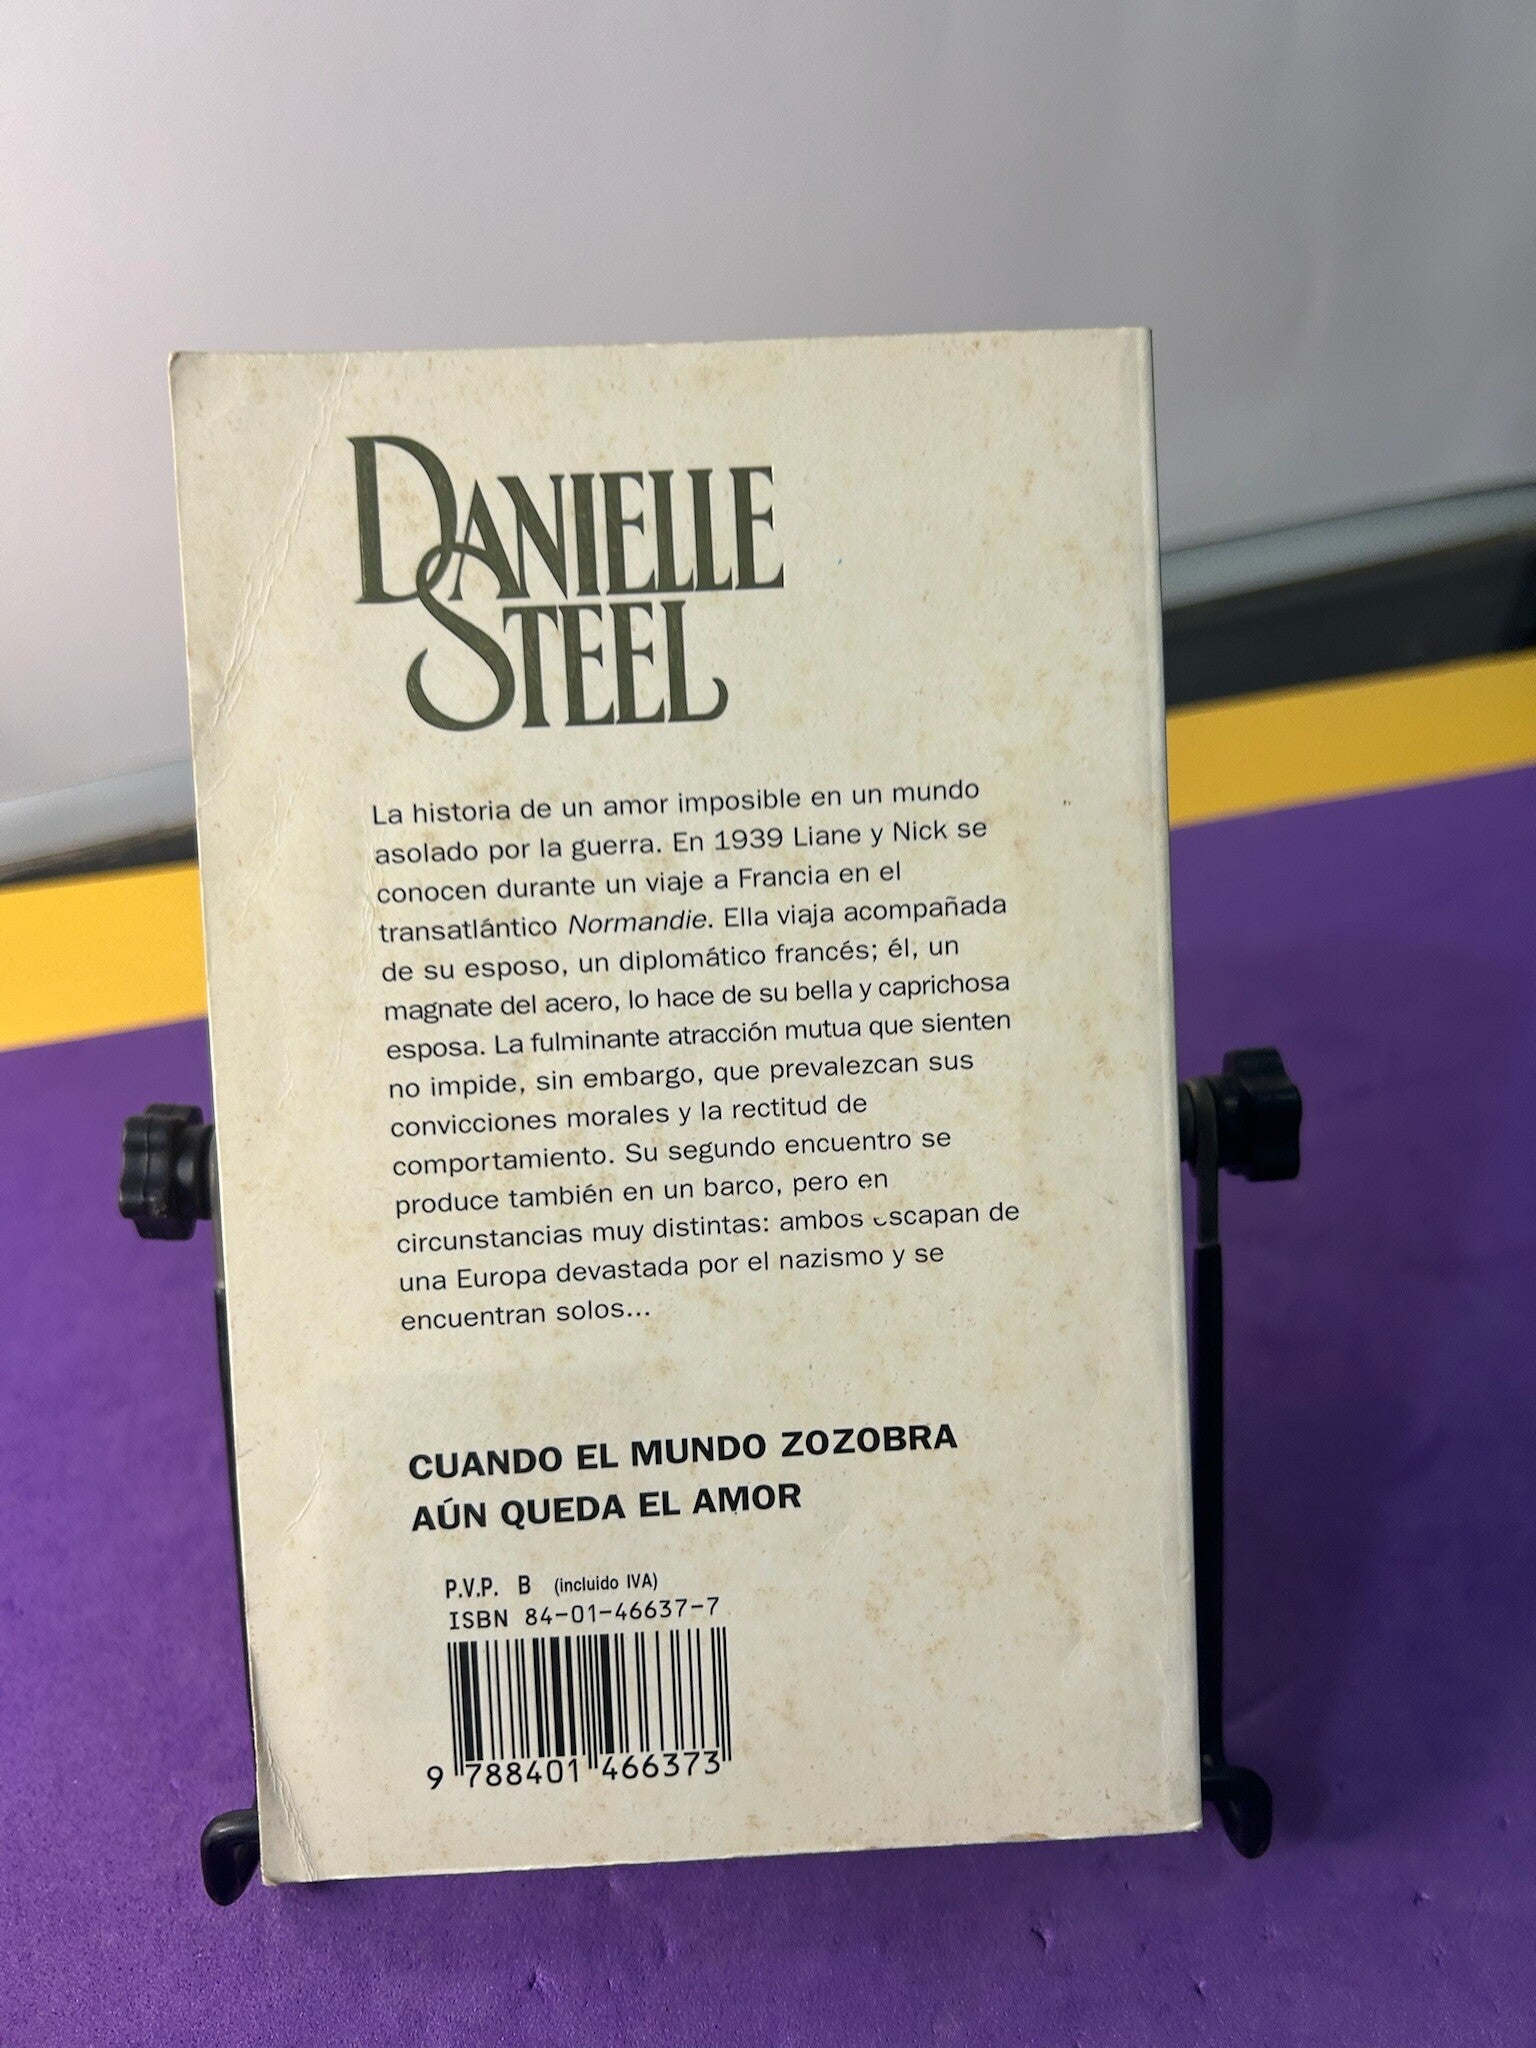 DANIELLE
STEEL
La historia de un amor imposible en un mundo
asolado por la guerra. En 1939 Liane y Nick se
conocen durante un viaje a Francia en el
transatlántico Normandie. Ella viaja acompañada
de su esposo, un diplomático francés; él, un
magnate del acero, lo hace de su bella y caprichosa
esposa. La fulminante atracción mutua que sienten
no impide, sin embargo, que prevalezcan sus
convicciones morales y la rectitud de
comportamiento. Su segundo encuentro se
produce también en un barco, pero en
circunstancias muy distintas: ambos escapan de
una Europa devastada por el nazismo y se
encuentran solos...
CUANDO EL MUNDO ZOZOBRA
AÚN QUEDA EL AMOR
P.V.P. B (incluido IVA)
ISBN 84-01-46637-7
9 788401 466373